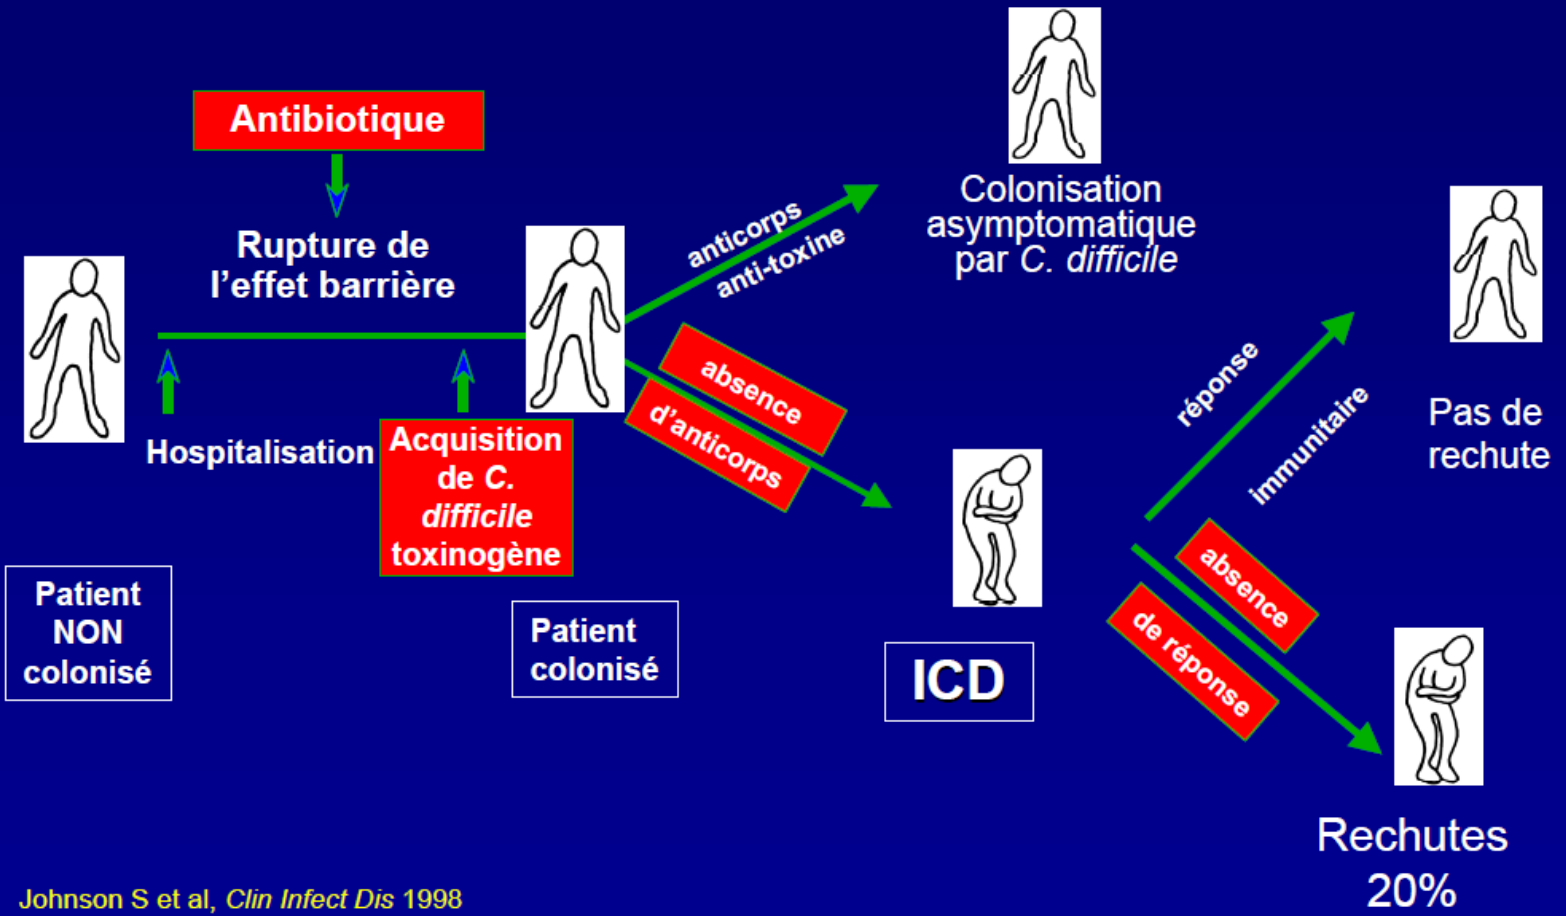 Antibiotique
Rupture de
l'effet barrière
Hospitalisation
Acquisition
de C.
difficile
toxinogène
Patient
NON
colonisé
Patient
colonisé
anticorps
anti-toxine
absence
d'anticorps
Colonisation
asymptomatique
par C. difficile
ICD
réponse
immunitaire
absence
de réponse
Pas de
rechute
Rechutes
20%
Johnson S et al, Clin Infect Dis 1998